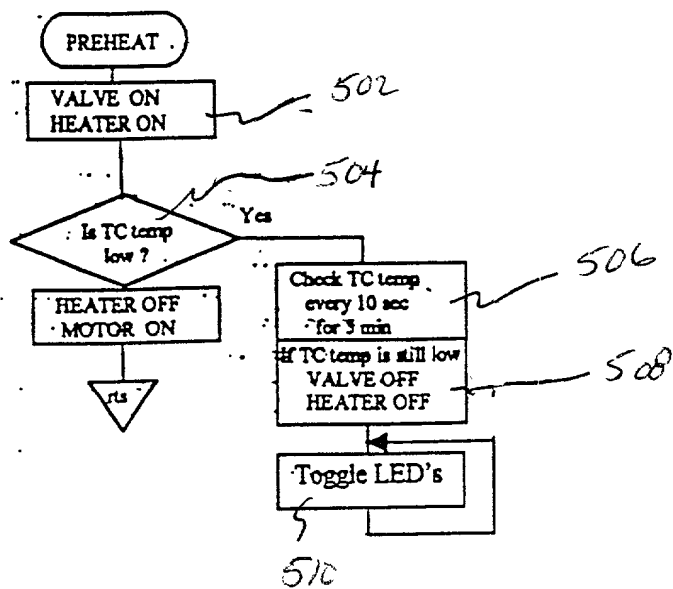 PREHEAT
VALVE ON
HEATER ON
502
504
Is TC temp
low ?
Yes
HEATER OFF
MOTOR ON
rts
Check TC temp
every 10 sec
for 3 min
506
If TC temp is still low
VALVE OFF
HEATER OFF
508
Toggle LED's
510